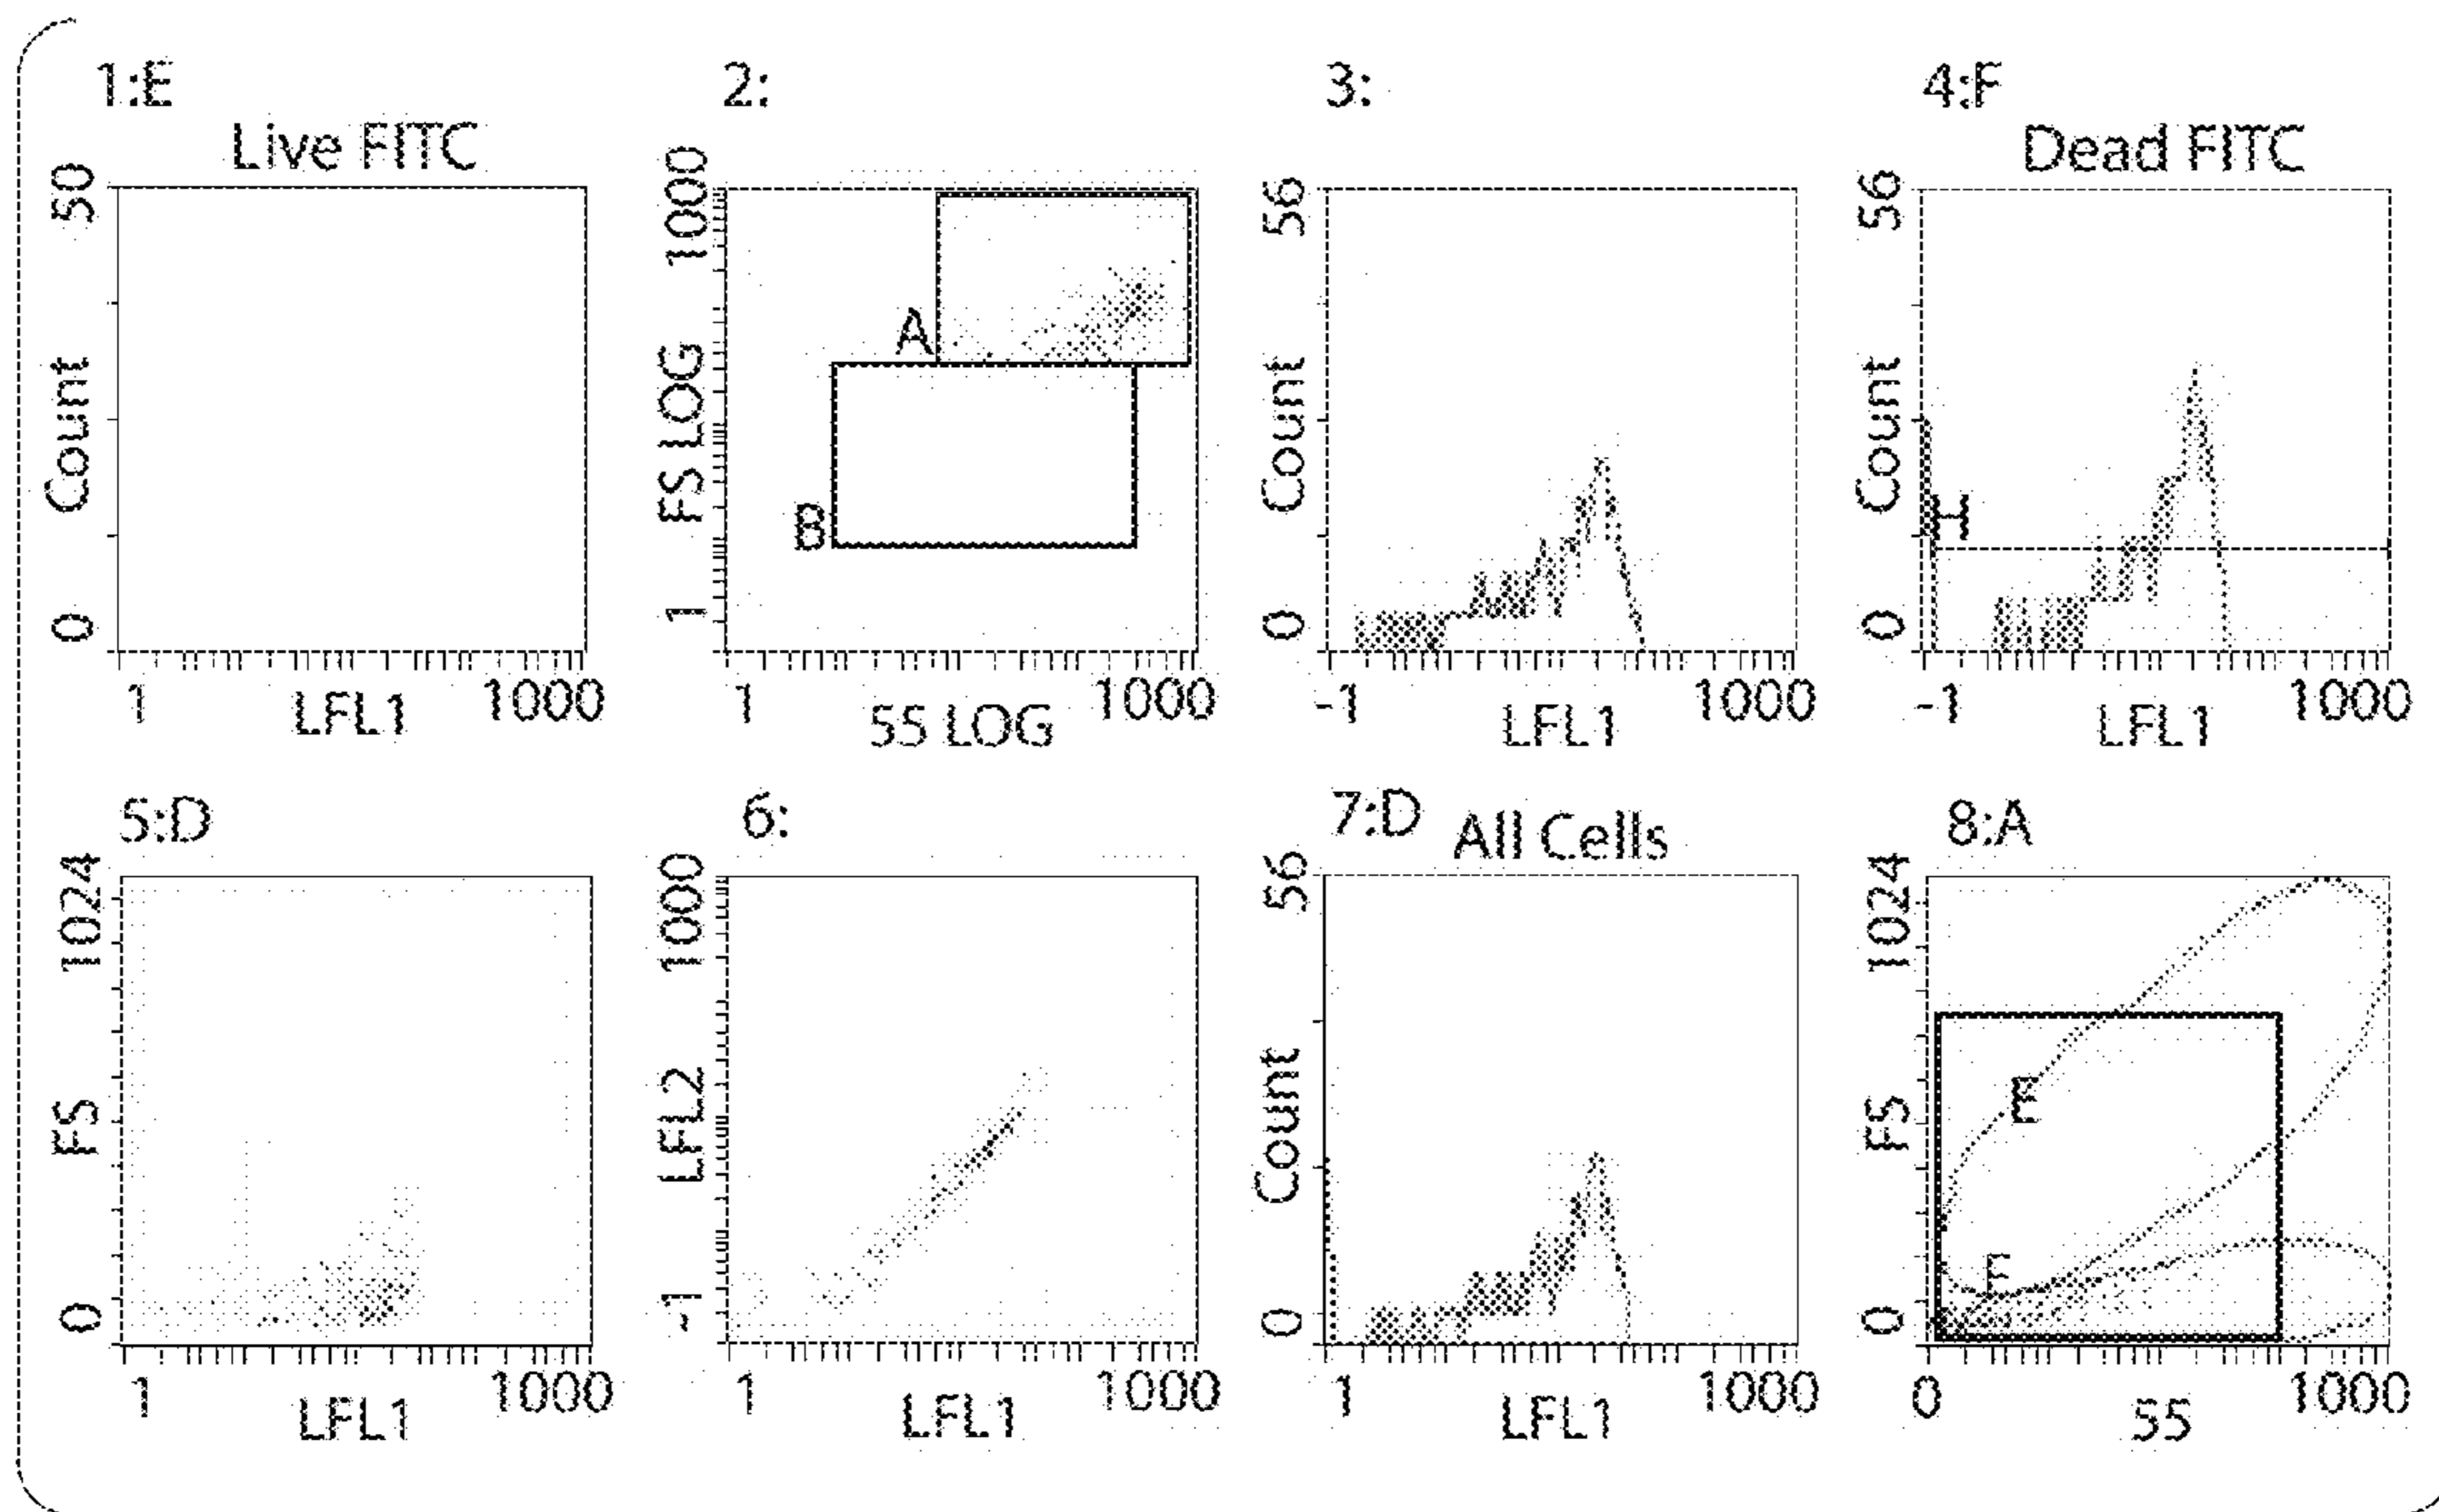 1:E
Live FITC
50
Count
0
1
LFL1
1000
2:
1000
FS LOG
1
A
B
1
55 LOG
1000
3:
56
Count
0
-1
LFL1
1000
4:F
Dead FITC
56
Count
0
H
-1
LFL1
1000
5:D
1024
FS
0
1
LFL1
1000
6:
1000
LFL2
-1
1
LFL1
1000
7:D
All Cells
56
Count
0
1
LFL1
1000
8:A
1024
FS
0
E
F
0
55
1000